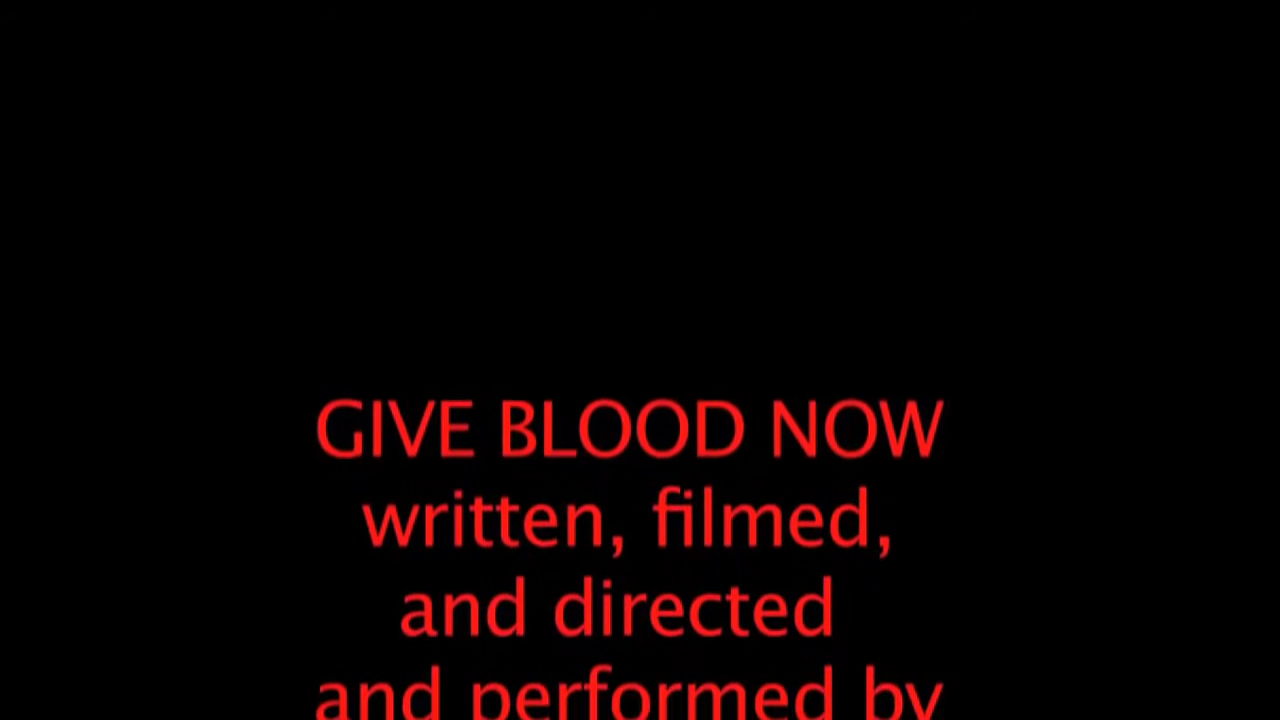 GIVE BLOOD NOW
written, filmed,
and directed
and performed by